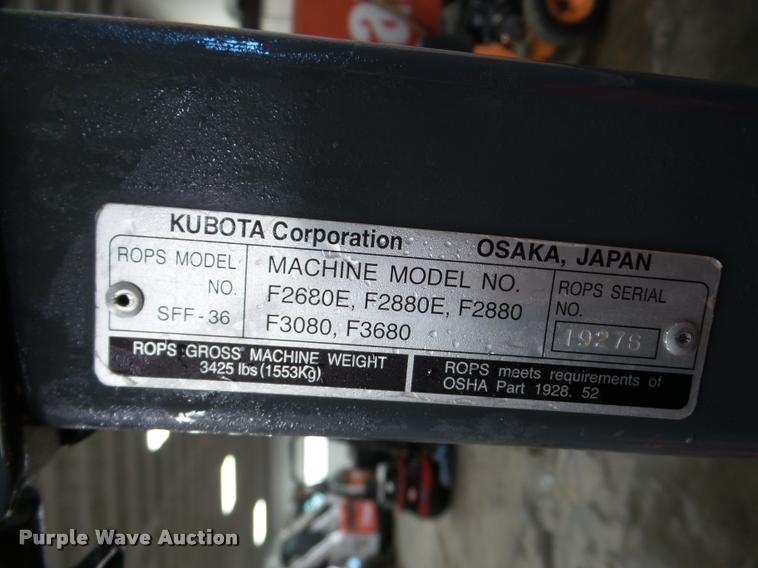 KUBOTA Corporation OSAKA, JAPAN
ROPS MODEL NO.
SFF-36
MACHINE MODEL NO.
F2680E, F2880E, F2880
F3080, F3680
ROPS SERIAL NO.
ROPS GROSS MACHINE WEIGHT
3425 lbs (1553Kg)
ROPS meets requirements of
OSHA Part 1928. 52
Purple Wave Auction